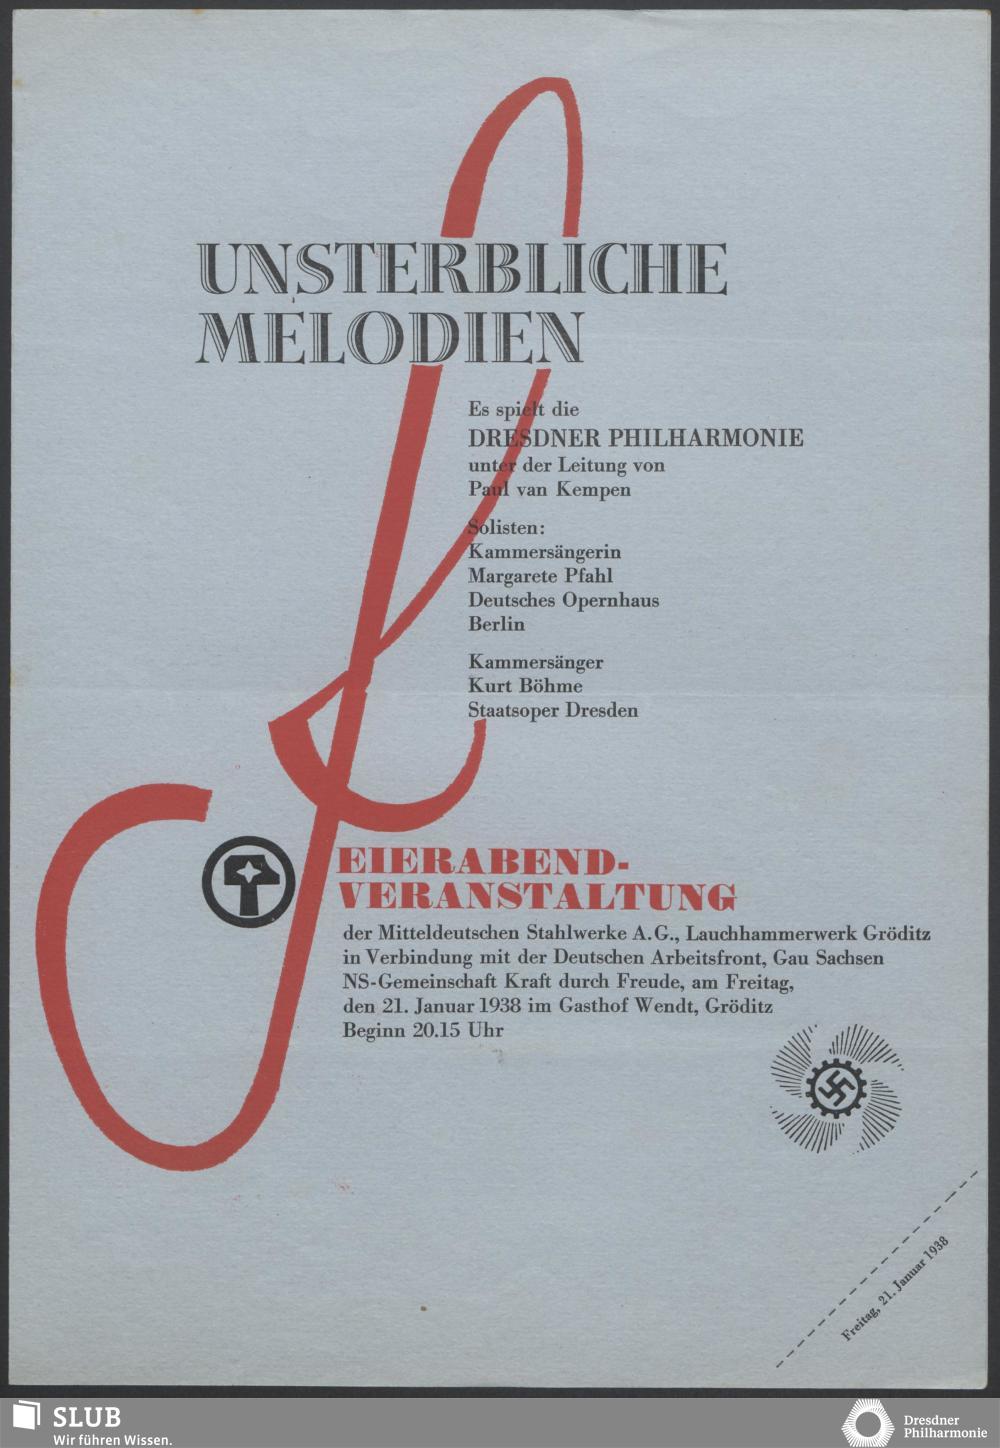 UNSTERBLICHE
MELODIEN
Es spielt die
DRESDNER PHILHARMONIE
unter der Leitung von
Paul van Kempen
Solisten:
Kammersängerin
Margarete Pfahl
Deutsches Opernhaus
Berlin
Kammersänger
Kurt Böhme
Staatsoper Dresden
FEIERABEND-
VERANSTALTUNG
der Mitteldeutschen Stahlwerke A.G., Lauchhammerwerk Gröditz
in Verbindung mit der Deutschen Arbeitsfront, Gau Sachsen
NS-Gemeinschaft Kraft durch Freude, am Freitag,
den 21. Januar 1938 im Gasthof Wendt, Gröditz
Beginn 20.15 Uhr
Freitag, 21. Januar 1938
SLUB
Wir führen Wissen.
Dresdner
Philharmonie